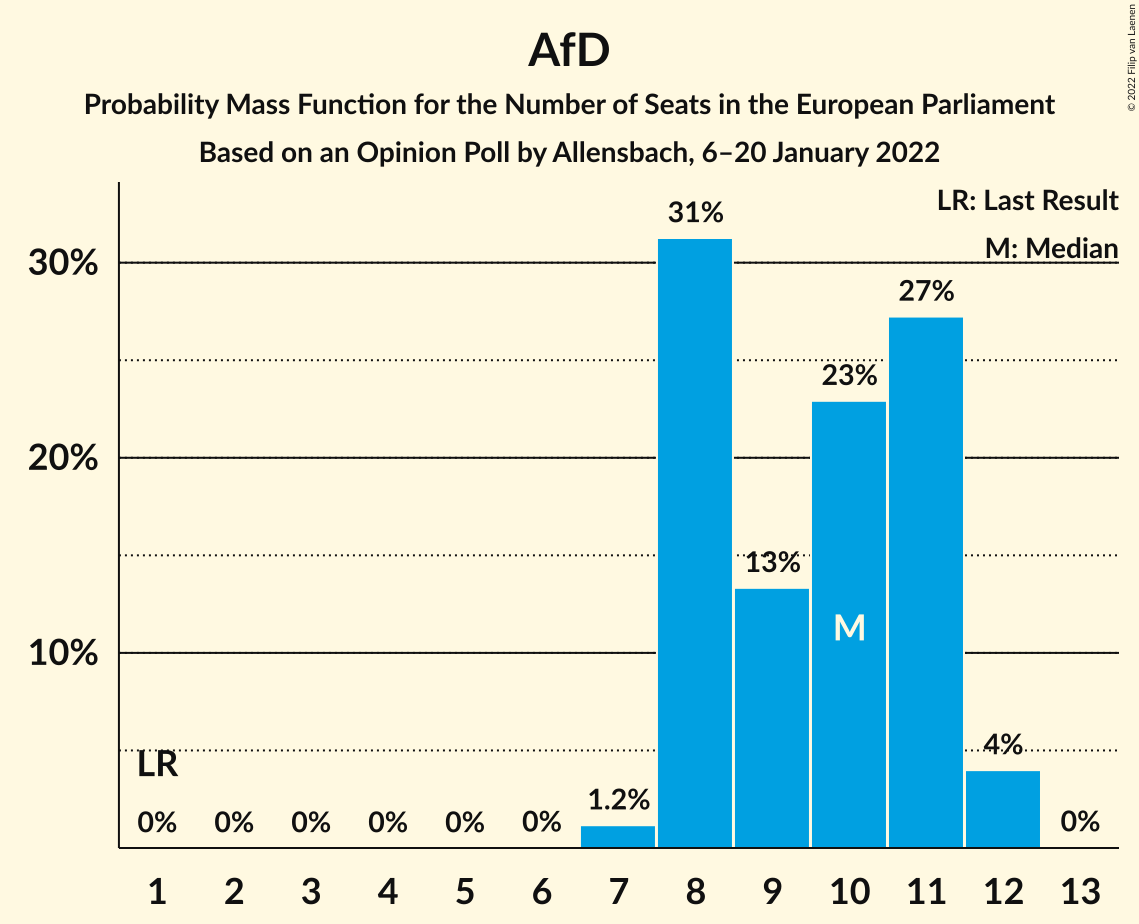 AfD
Probability Mass Function for the Number of Seats in the European Parliament
Based on an Opinion Poll by Allensbach, 6–20 January 2022
© 2022 Filip van Laenen
LR: Last Result
M: Median
30%
20%
10%
31%
27%
23%
13%
M
LR
4%
1.2%
0% 0% 0% 0% 0% 0% 0%
1 2 3 4 5 6 7 8 9 10 11 12 13